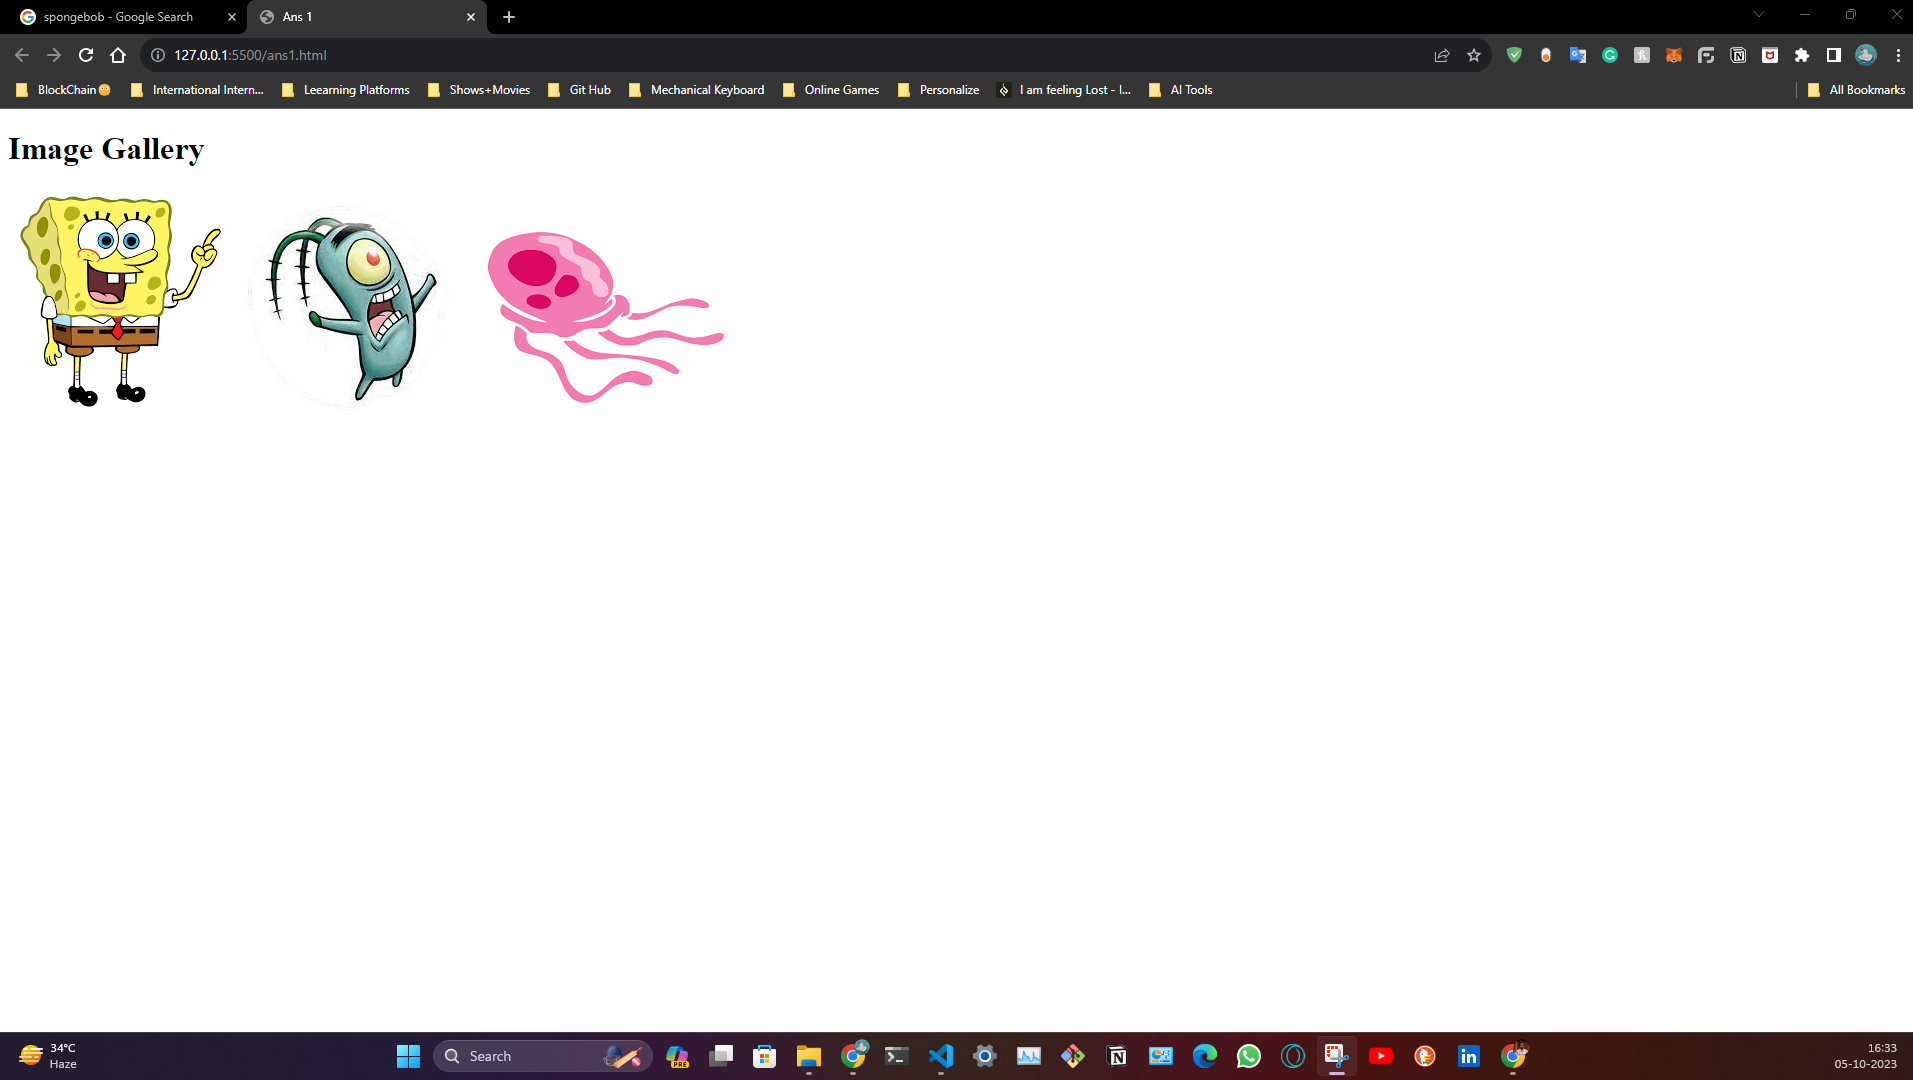 spongebob - Google Search
Ans 1
127.0.0.1:5500/ans1.html
BlockChain
International Intern...
Leearning Platforms
Shows+Movies
Git Hub
Mechanical Keyboard
Online Games
Personalize
I am feeling Lost - I...
AI Tools
All Bookmarks
Image Gallery
34°C
Haze
Search
PRE
16:33
05-10-2023